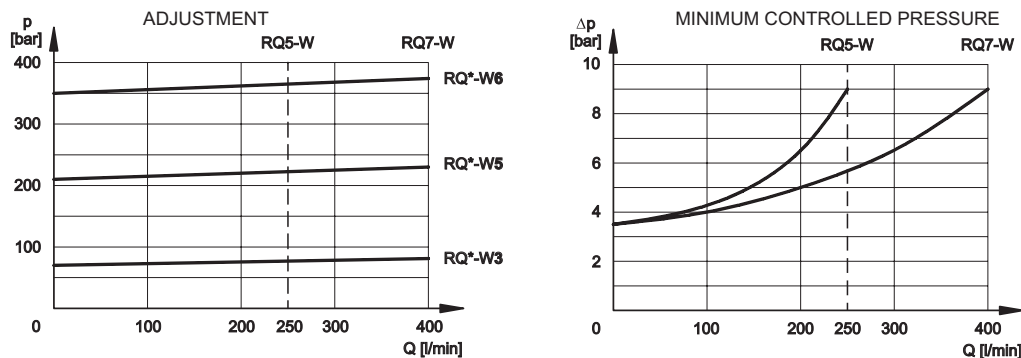 ADJUSTMENT
p
[bar]
RQ5-W
RQ7-W
400
300
200
100
0
RQ*-W6
RQ*-W5
RQ*-W3
100
200
250
300
400
Q [l/min]
MINIMUM CONTROLLED PRESSURE
Δp
[bar]
RQ5-W
RQ7-W
10
8
6
4
2
0
100
200
250
300
400
Q [l/min]